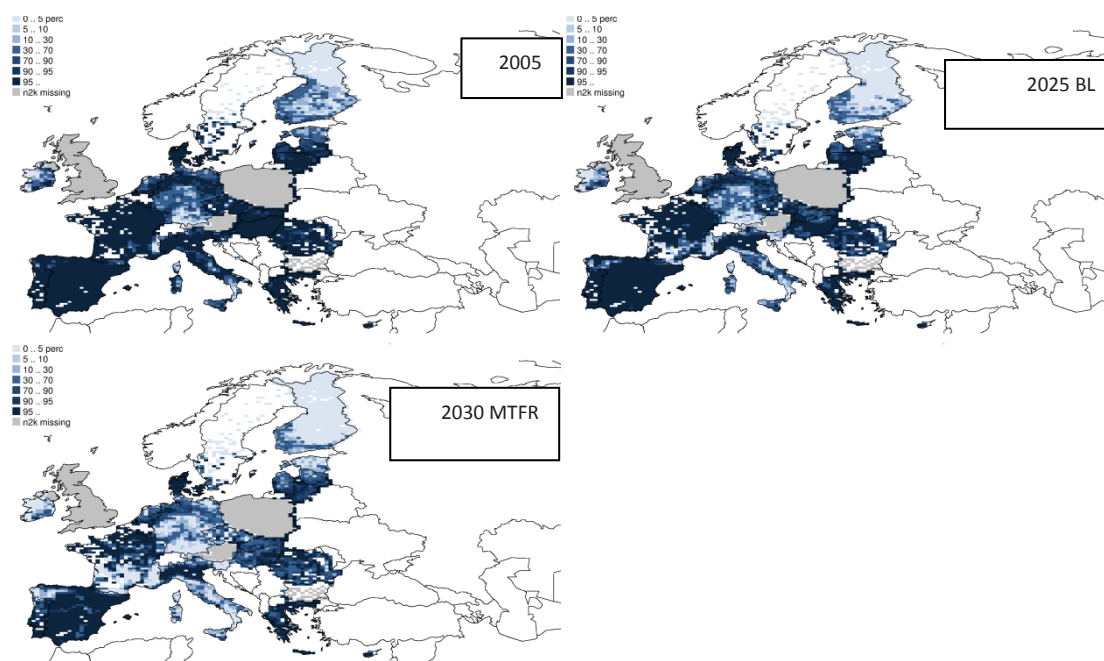 0 .. 5 perc
5 .. 10
10 .. 30
30 .. 70
70 .. 90
90 .. 95
95 ..
n2k missing
2005
0 .. 5 perc
5 .. 10
10 .. 30
30 .. 70
70 .. 90
90 .. 95
95 ..
n2k missing
2025 BL
0 .. 5 perc
5 .. 10
10 .. 30
30 .. 70
70 .. 90
90 .. 95
95 ..
n2k missing
2030 MTFR